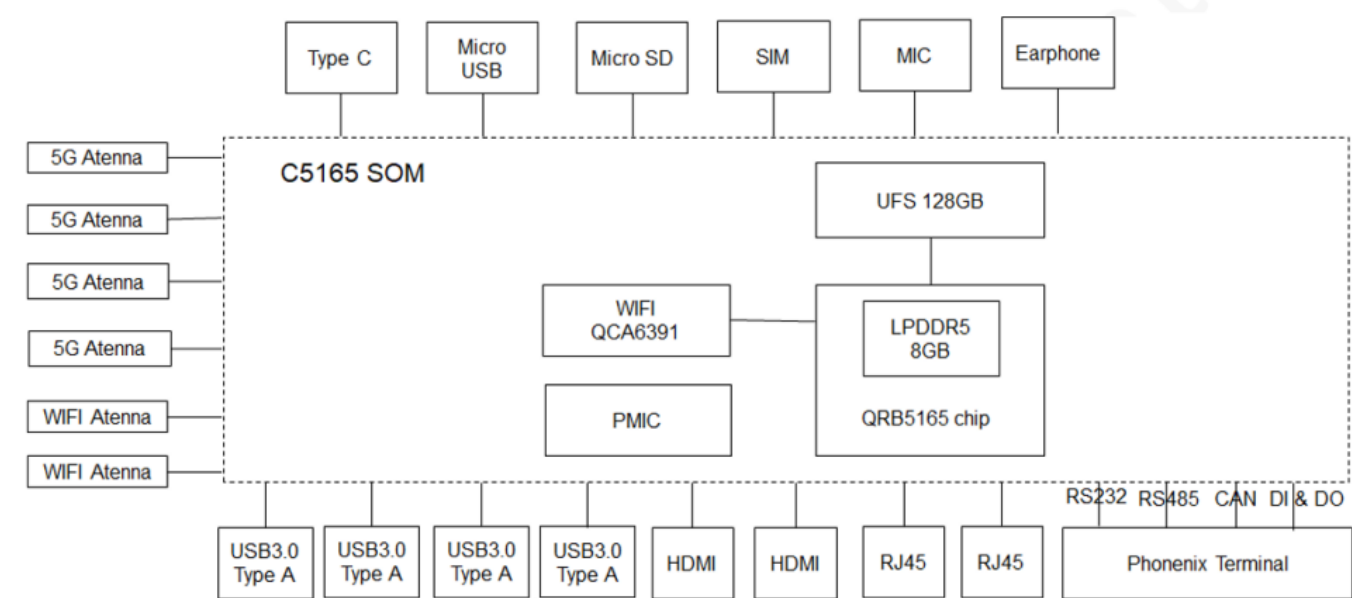 Type C
Micro
USB
Micro SD
SIM
MIC
Earphone
5G Atenna
5G Atenna
5G Atenna
5G Atenna
WIFI Atenna
WIFI Atenna
C5165 SOM
UFS 128GB
WIFI
QCA6391
LPDDR5
8GB
PMIC
QRB5165 chip
RS232 RS485 CAN DI & DO
USB3.0
Type A
USB3.0
Type A
USB3.0
Type A
USB3.0
Type A
HDMI
HDMI
RJ45
RJ45
Phonenix Terminal